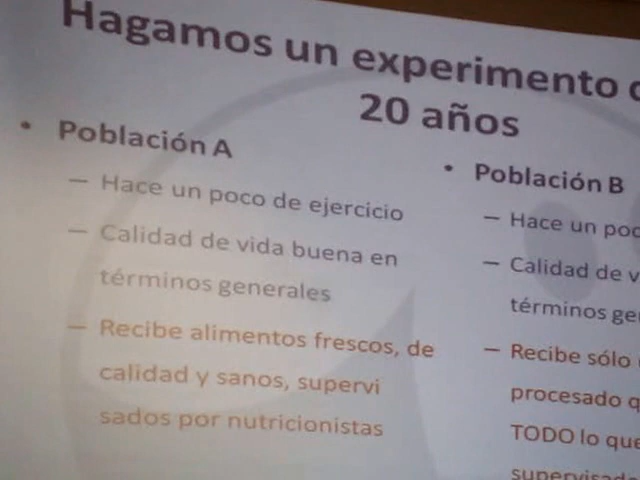 Hagamos un experimento
20 años
• Población A
– Hace un poco de ejercicio
– Calidad de vida buena en
términos generales
– Recibe alimentos frescos, de
calidad y sanos, supervi
sados por nutricionistas
• Población B
– Hace un poc
– Calidad de v
términos ge
– Recibe sólo
procesado q
TODO lo que